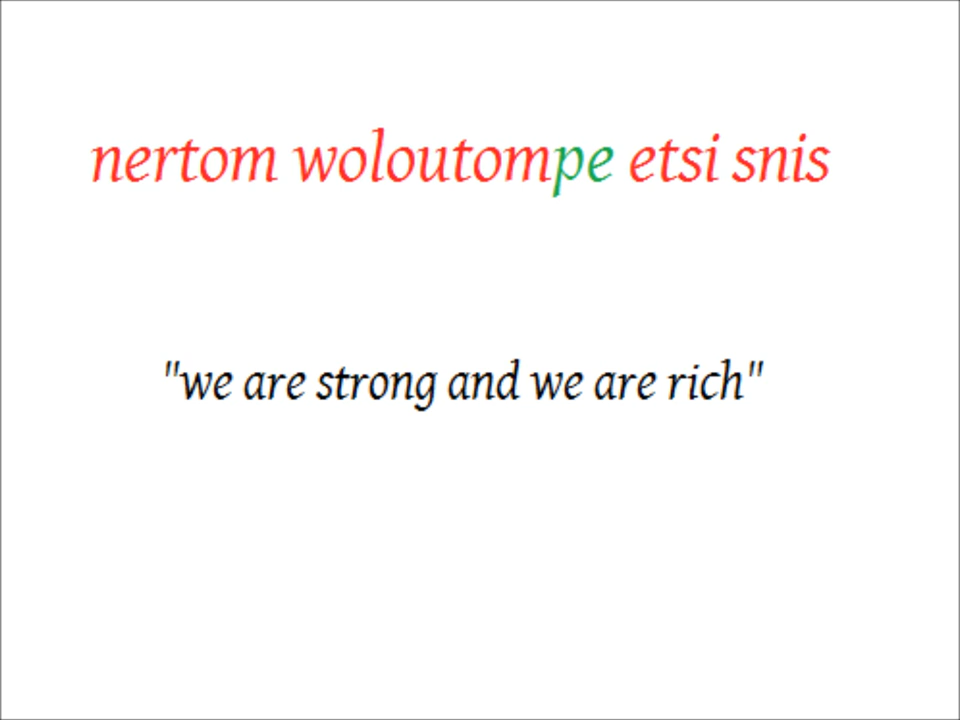 nertom woloutompe etsi snis
"we are strong and we are rich"